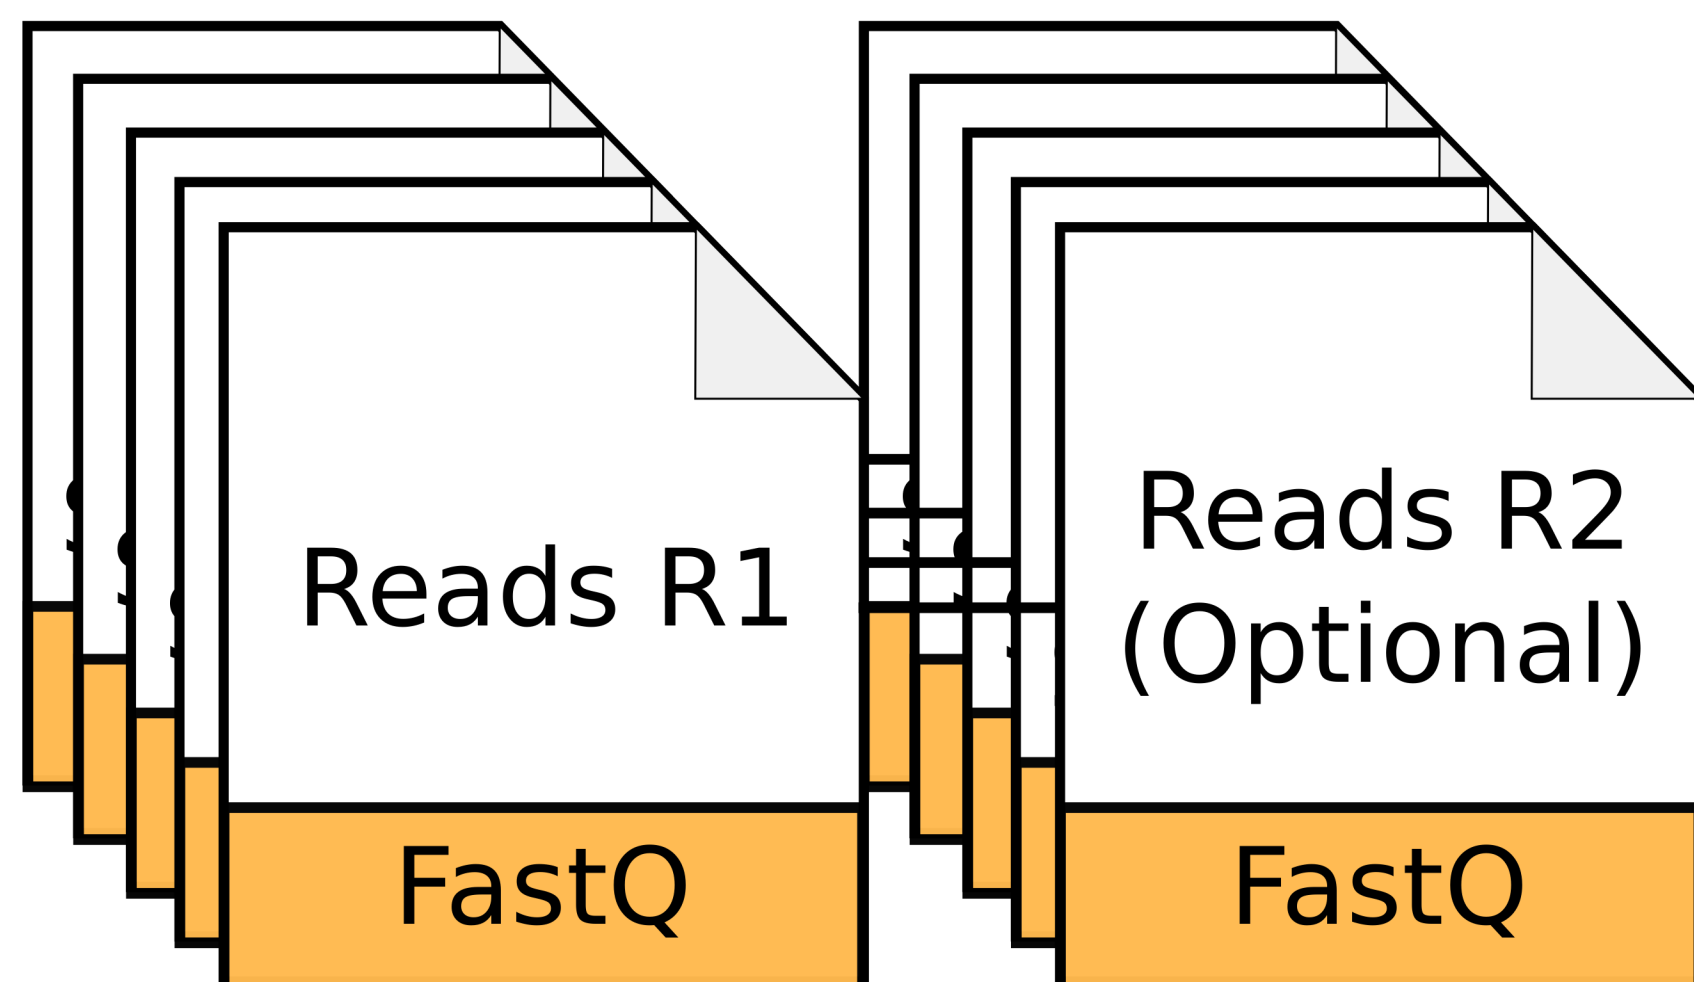 Reads R1
FastQ
Reads R2
(Optional)
FastQ